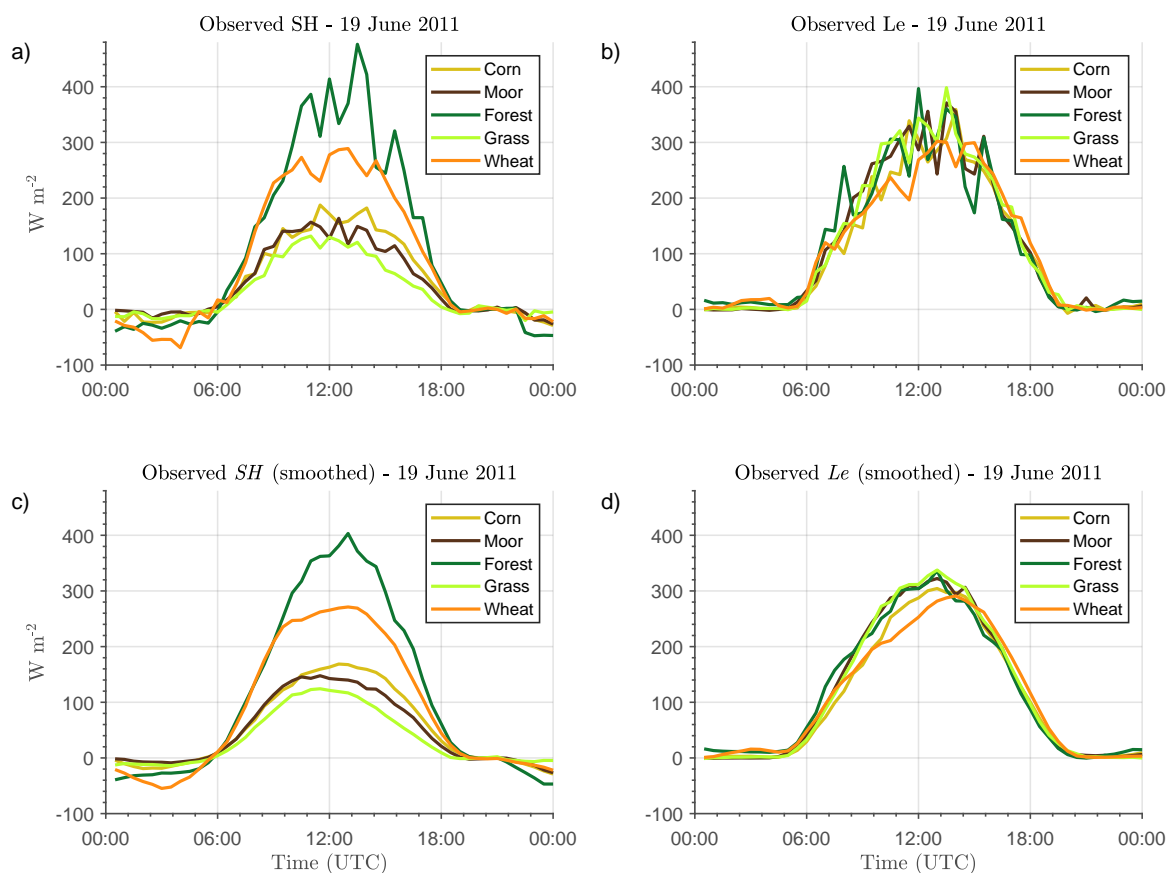 Observed SH - 19 June 2011
a)
W m-2
400
300
200
100
0
-100
00:00 06:00 12:00 18:00 00:00
Corn
Moor
Forest
Grass
Wheat
Observed Le - 19 June 2011
b)
400
300
200
100
0
-100
00:00 06:00 12:00 18:00 00:00
Corn
Moor
Forest
Grass
Wheat
Observed SH (smoothed) - 19 June 2011
c)
W m-2
400
300
200
100
0
-100
00:00 06:00 12:00 18:00 00:00
Time (UTC)
Corn
Moor
Forest
Grass
Wheat
Observed Le (smoothed) - 19 June 2011
d)
400
300
200
100
0
-100
00:00 06:00 12:00 18:00 00:00
Time (UTC)
Corn
Moor
Forest
Grass
Wheat